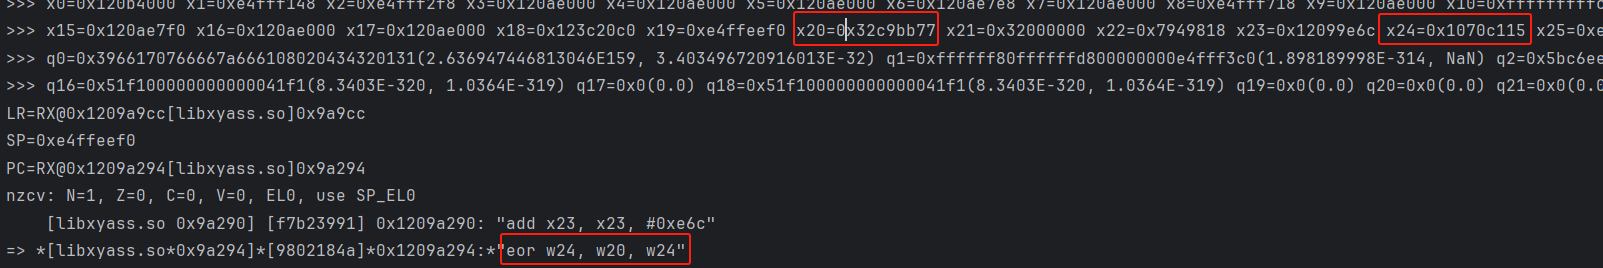 >>> x0=0x120b4000 x1=0xe4fff148 x2=0xe4fff2f8 x3=0x120ae000 x4=0x120ae000 x5=0x120ae000 x6=0x120ae7e8 x7=0x120ae000 x8=0xe4fff718 x9=0x120ae000 x10=0xfffffffffc
>>> x15=0x120ae7f0 x16=0x120ae000 x17=0x120ae000 x18=0x123c20c0 x19=0xe4ffeef0 x20=0x32c9bb77 x21=0x32000000 x22=0x7949818 x23=0x12099e6c x24=0x1070c115 x25=0xe
>>> q0=0x3966170766667a666108020434320131(2.636947446813046E159, 3.403496720916013E-32) q1=0xffffff80ffffffd800000000e4fff3c0(1.898189998E-314, NaN) q2=0x5bc6ee
>>> q16=0x51f100000000000041f1(8.3403E-320, 1.0364E-319) q17=0x0(0.0) q18=0x51f100000000000041f1(8.3403E-320, 1.0364E-319) q19=0x0(0.0) q20=0x0(0.0) q21=0x0(0.0
LR=RX@0x1209a9cc[libxyass.so]0x9a9cc
SP=0xe4ffeef0
PC=RX@0x1209a294[libxyass.so]0x9a294
nzcv: N=1, Z=0, C=0, V=0, EL0, use SP_EL0
[libxyass.so 0x9a290] [f7b23991] 0x1209a290: "add x23, x23, #0xe6c"
=> *[libxyass.so*0x9a294]*[9802184a]*0x1209a294:*"eor w24, w20, w24"